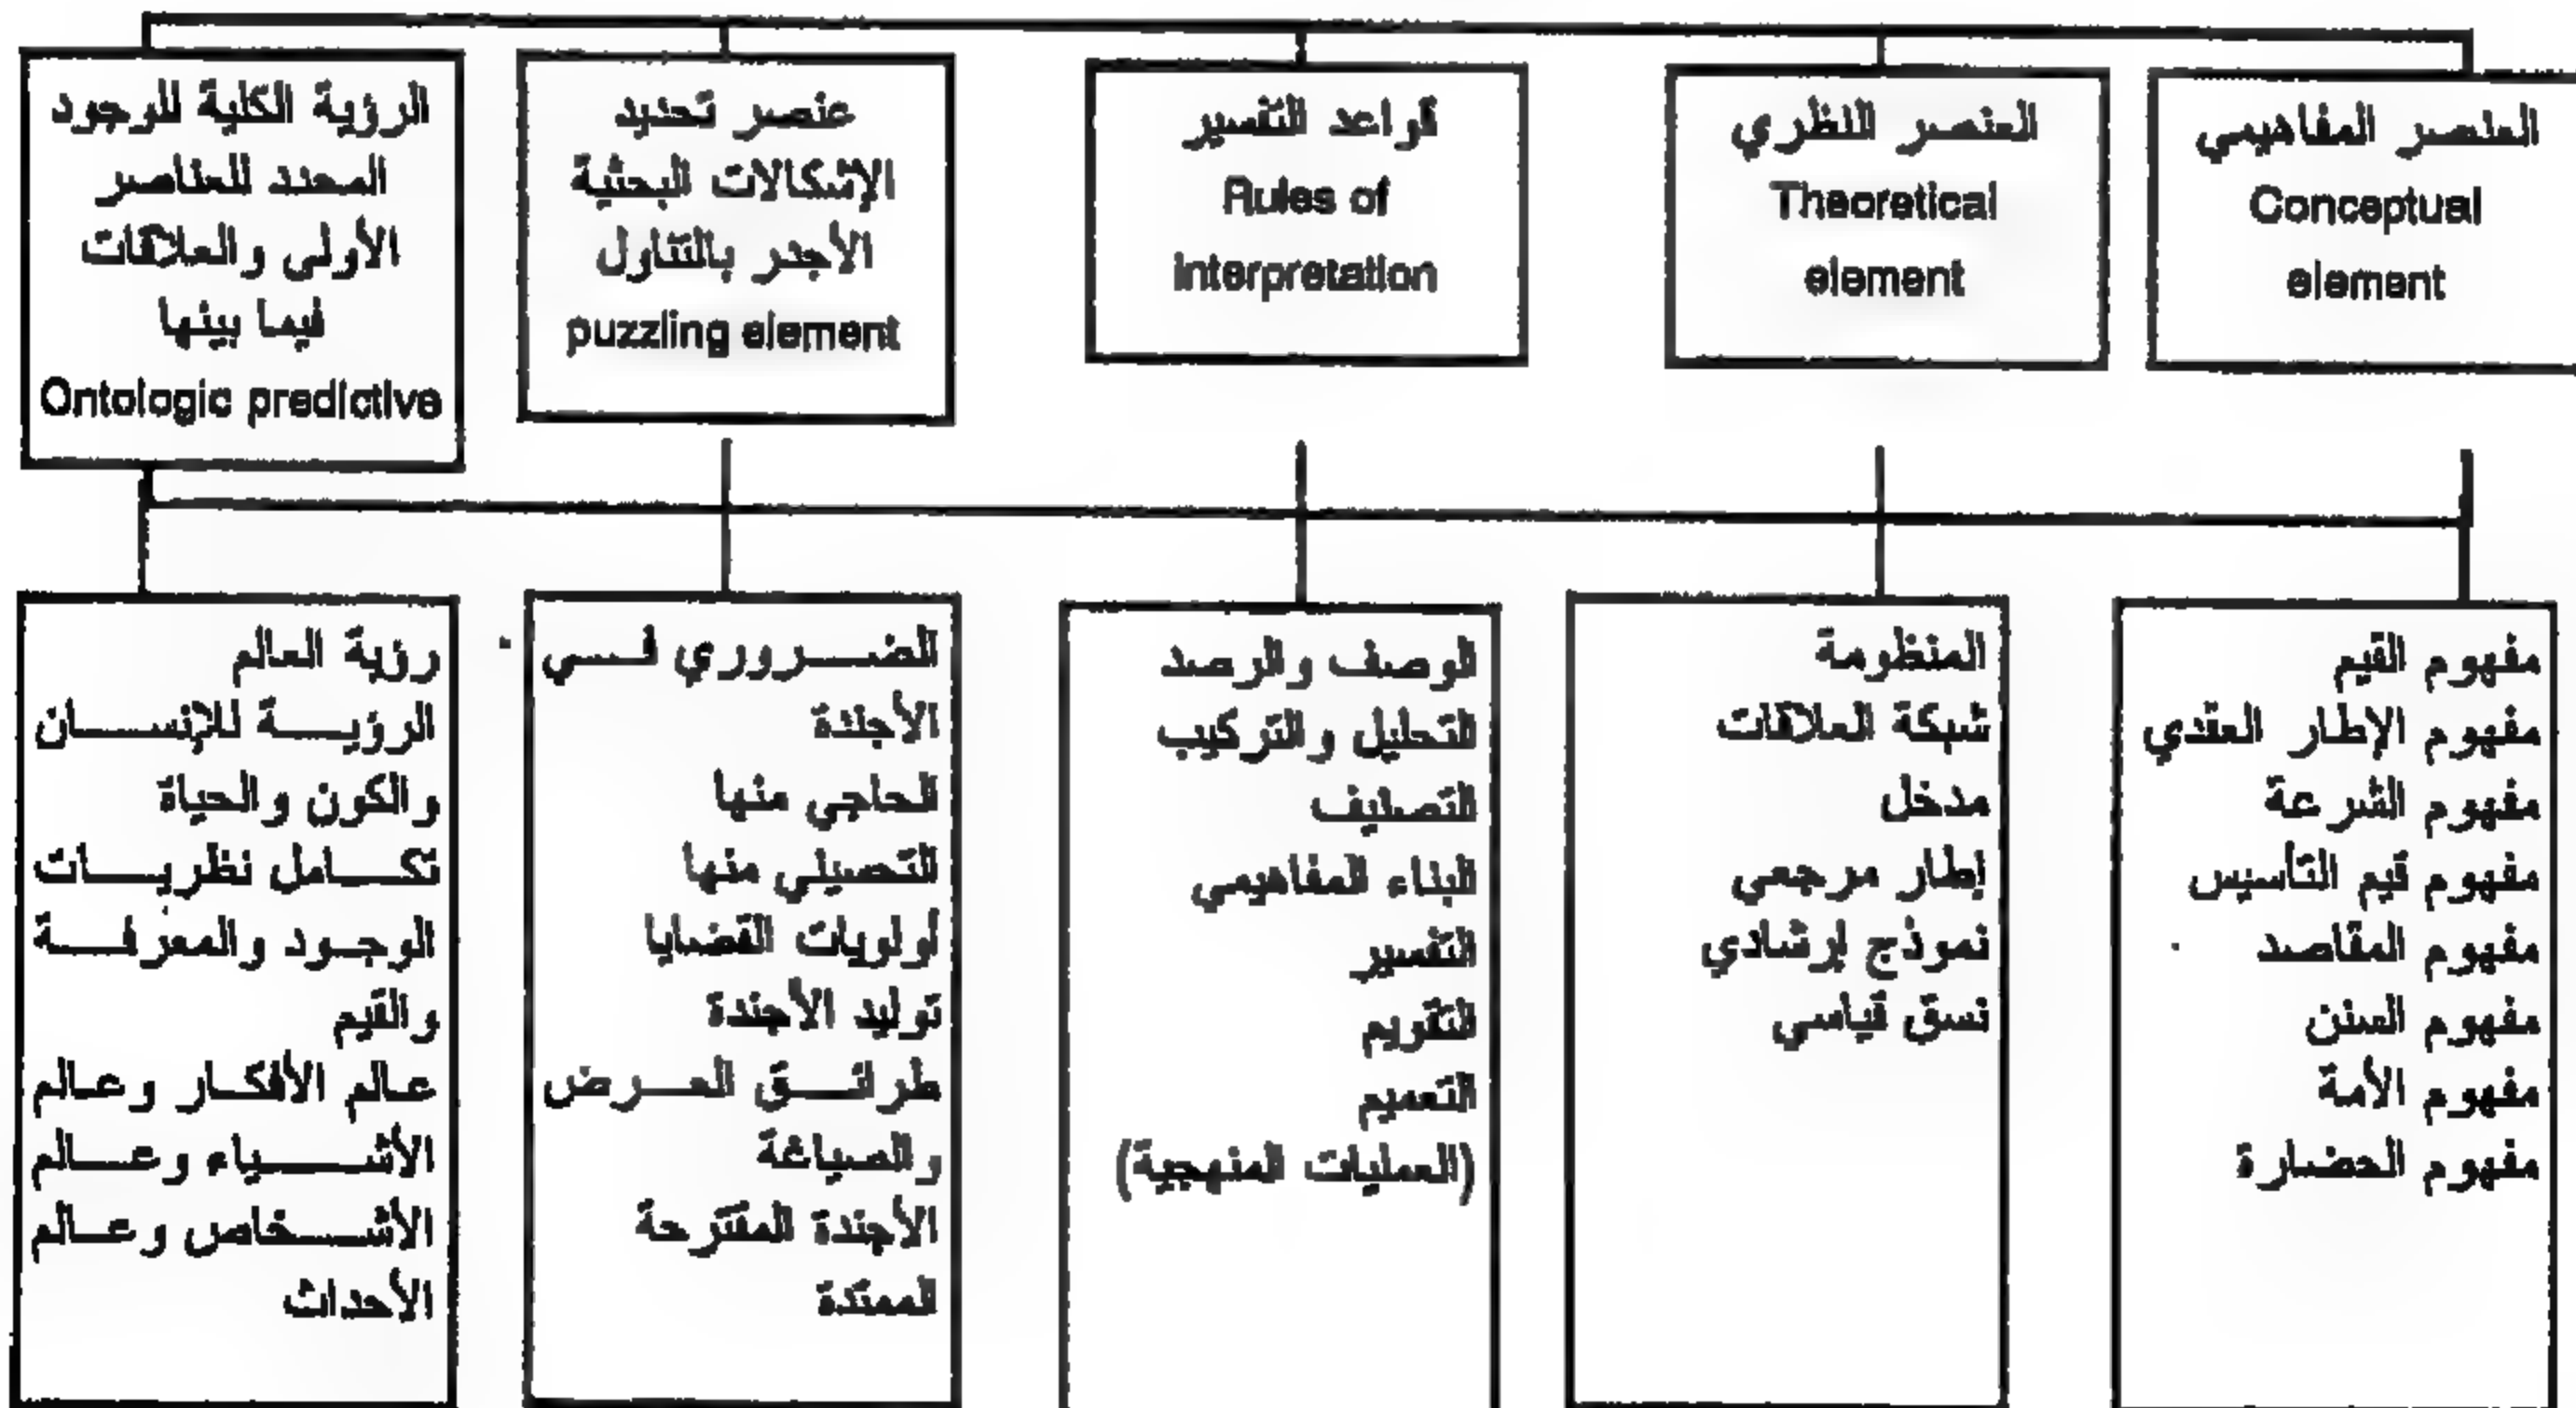 العنصر المفاهيمي
Conceptual
element
العنصر النظري
Theoretical
element
قواعد التفسير
Rules of
interpretation
عنصر تحديد
الإشكالات البحثية
الأجدر بالتناول
puzzling element
الرؤية الكلية للوجود
المحدد للعناصر
الأولى والعلاقات
فيما بينها
Ontologic predictive
مفهوم القيم
مفهوم الإطار العقدي
مفهوم الشرعة
مفهوم قيم التأسيس
مفهوم المقاصد
مفهوم السنن
مفهوم الأمة
مفهوم الحضارة
المنظومة
شبكة العلاقات
مدخل
إطار مرجعي
نموذج إرشادي
نسق قياسي
الوصف والرصد
التحليل والتركيب
التصنيف
البناء المفاهيمي
التفسير
التقويم
التعميم
(العمليات المنهجية)
الضروري في
الأجندة
الحاجي منها
التحصيلي منها
أولويات القضايا
توليد الأجندة
طرائق العرض
والصياغة
الأجندة المقترحة
الممتدة
رؤية العالم
الرؤية للإنسان
والكون والحياة
تكامل نظريات
الوجود والمعرفة
والقيم
عالم الأفكار وعالم
الأشياء وعالم
الأشخاص وعالم
الأحداث